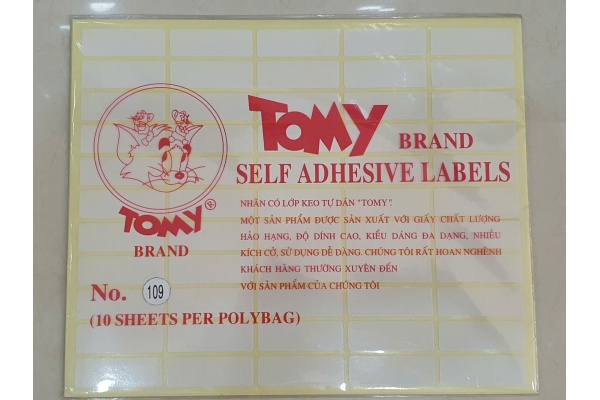 TOMY BRAND
SELF ADHESIVE LABELS
NHÃN CÓ LỚP KEO TỰ DÁN "TOMY".
MỘT SẢN PHẨM ĐƯỢC SẢN XUẤT VỚI GIẤY CHẤT LƯỢNG
HẢO HẠNG, ĐỘ DÍNH CAO, KIỂU DÁNG ĐA DẠNG, NHIỀU
KÍCH CỞ, SỬ DỤNG DỄ DÀNG. CHÚNG TÔI RẤT HOAN NGHÊNH
KHÁCH HÀNG THƯỜNG XUYÊN ĐẾN
VỚI SẢN PHẨM CỦA CHÚNG TÔI
TOMY®
BRAND
No. 109
(10 SHEETS PER POLYBAG)